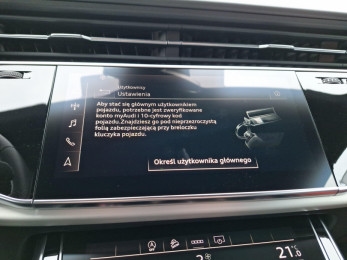 Użytkownicy
Ustawienia
Aby stać się głównym użytkownikiem
pojazdu, potrzebne jest zweryfikowane
konto myAudi i 10-cyfrowy kod
pojazdu.Znajdziesz go pod nieprzezroczystą
folią zabezpieczającą przy breloczku
kluczyka pojazdu.
Określ użytkownika głównego